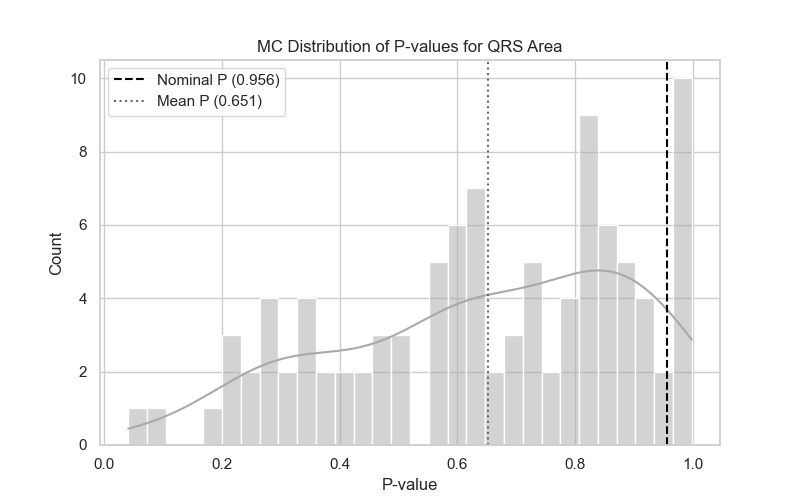 MC Distribution of P-values for QRS Area
Nominal P (0.956)
Mean P (0.651)
10
8
6
4
2
0
Count
0.0 0.2 0.4 0.6 0.8 1.0
P-value